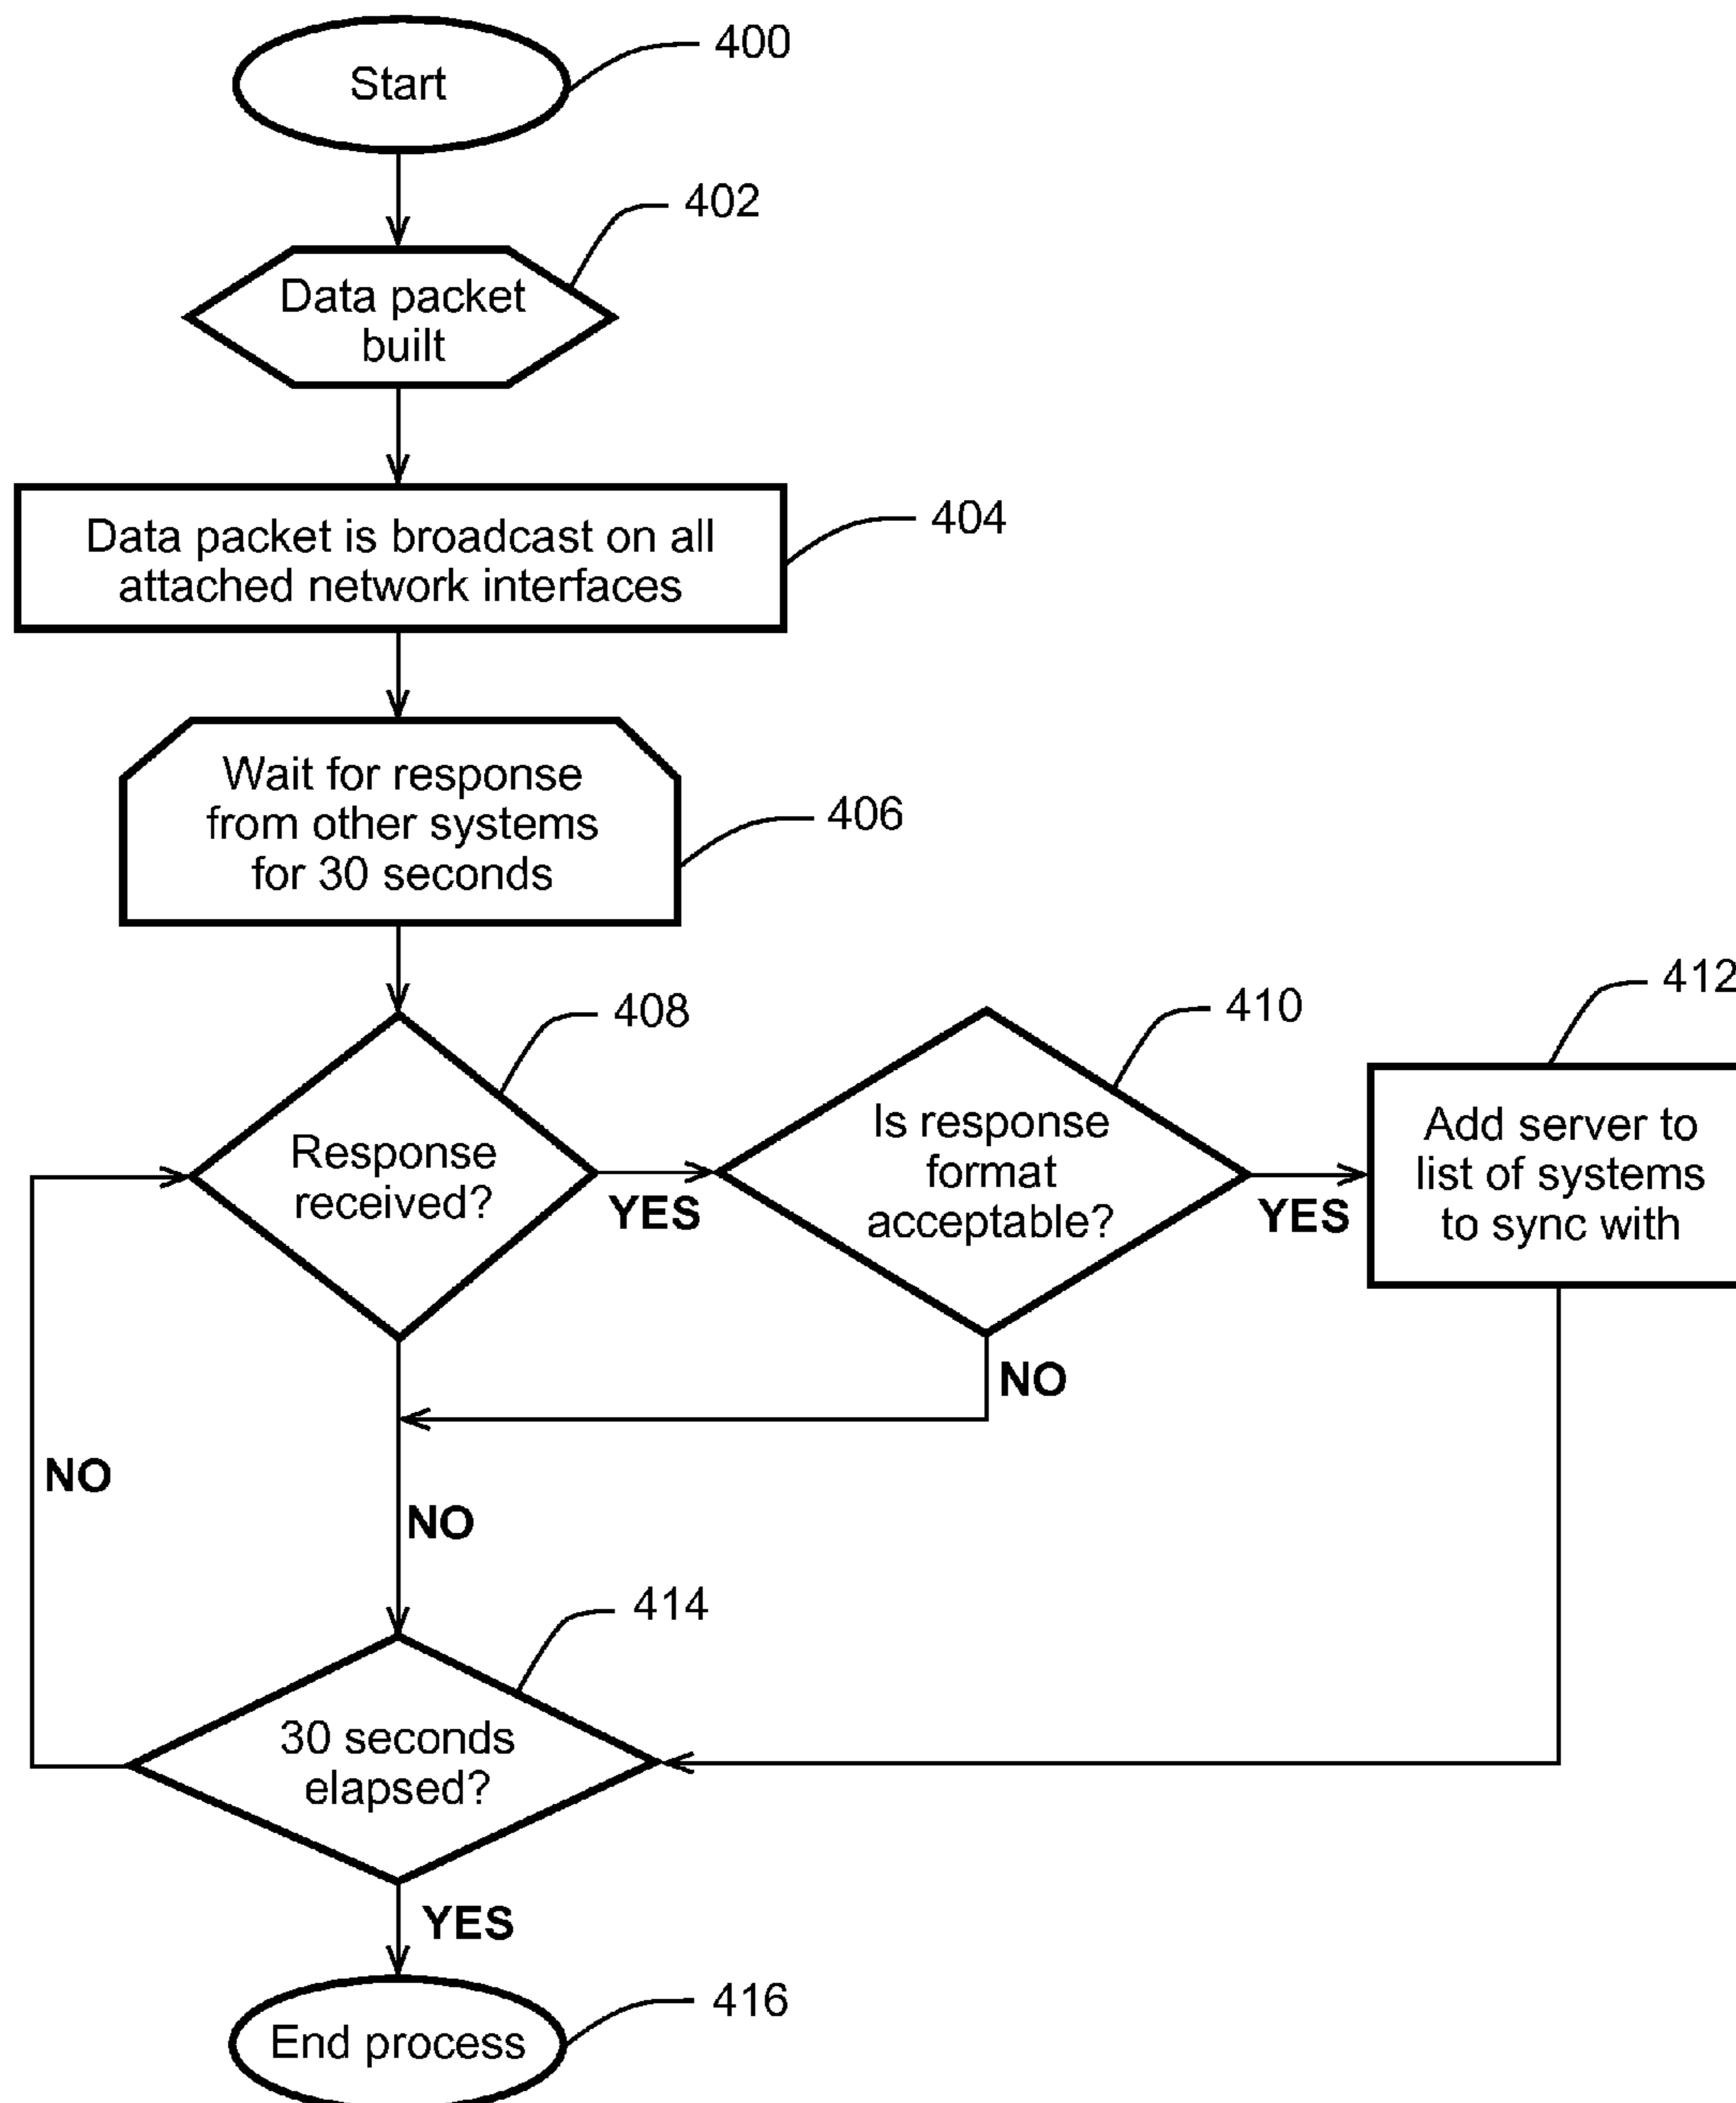 Start
400
402
Data packet
built
404
Data packet is broadcast on all
attached network interfaces
Wait for response
from other systems
for 30 seconds
406
408
410
412
Response
received?
YES
Is response
format
acceptable?
YES
Add server to
list of systems
to sync with
NO
NO
NO
414
30 seconds
elapsed?
YES
416
End process